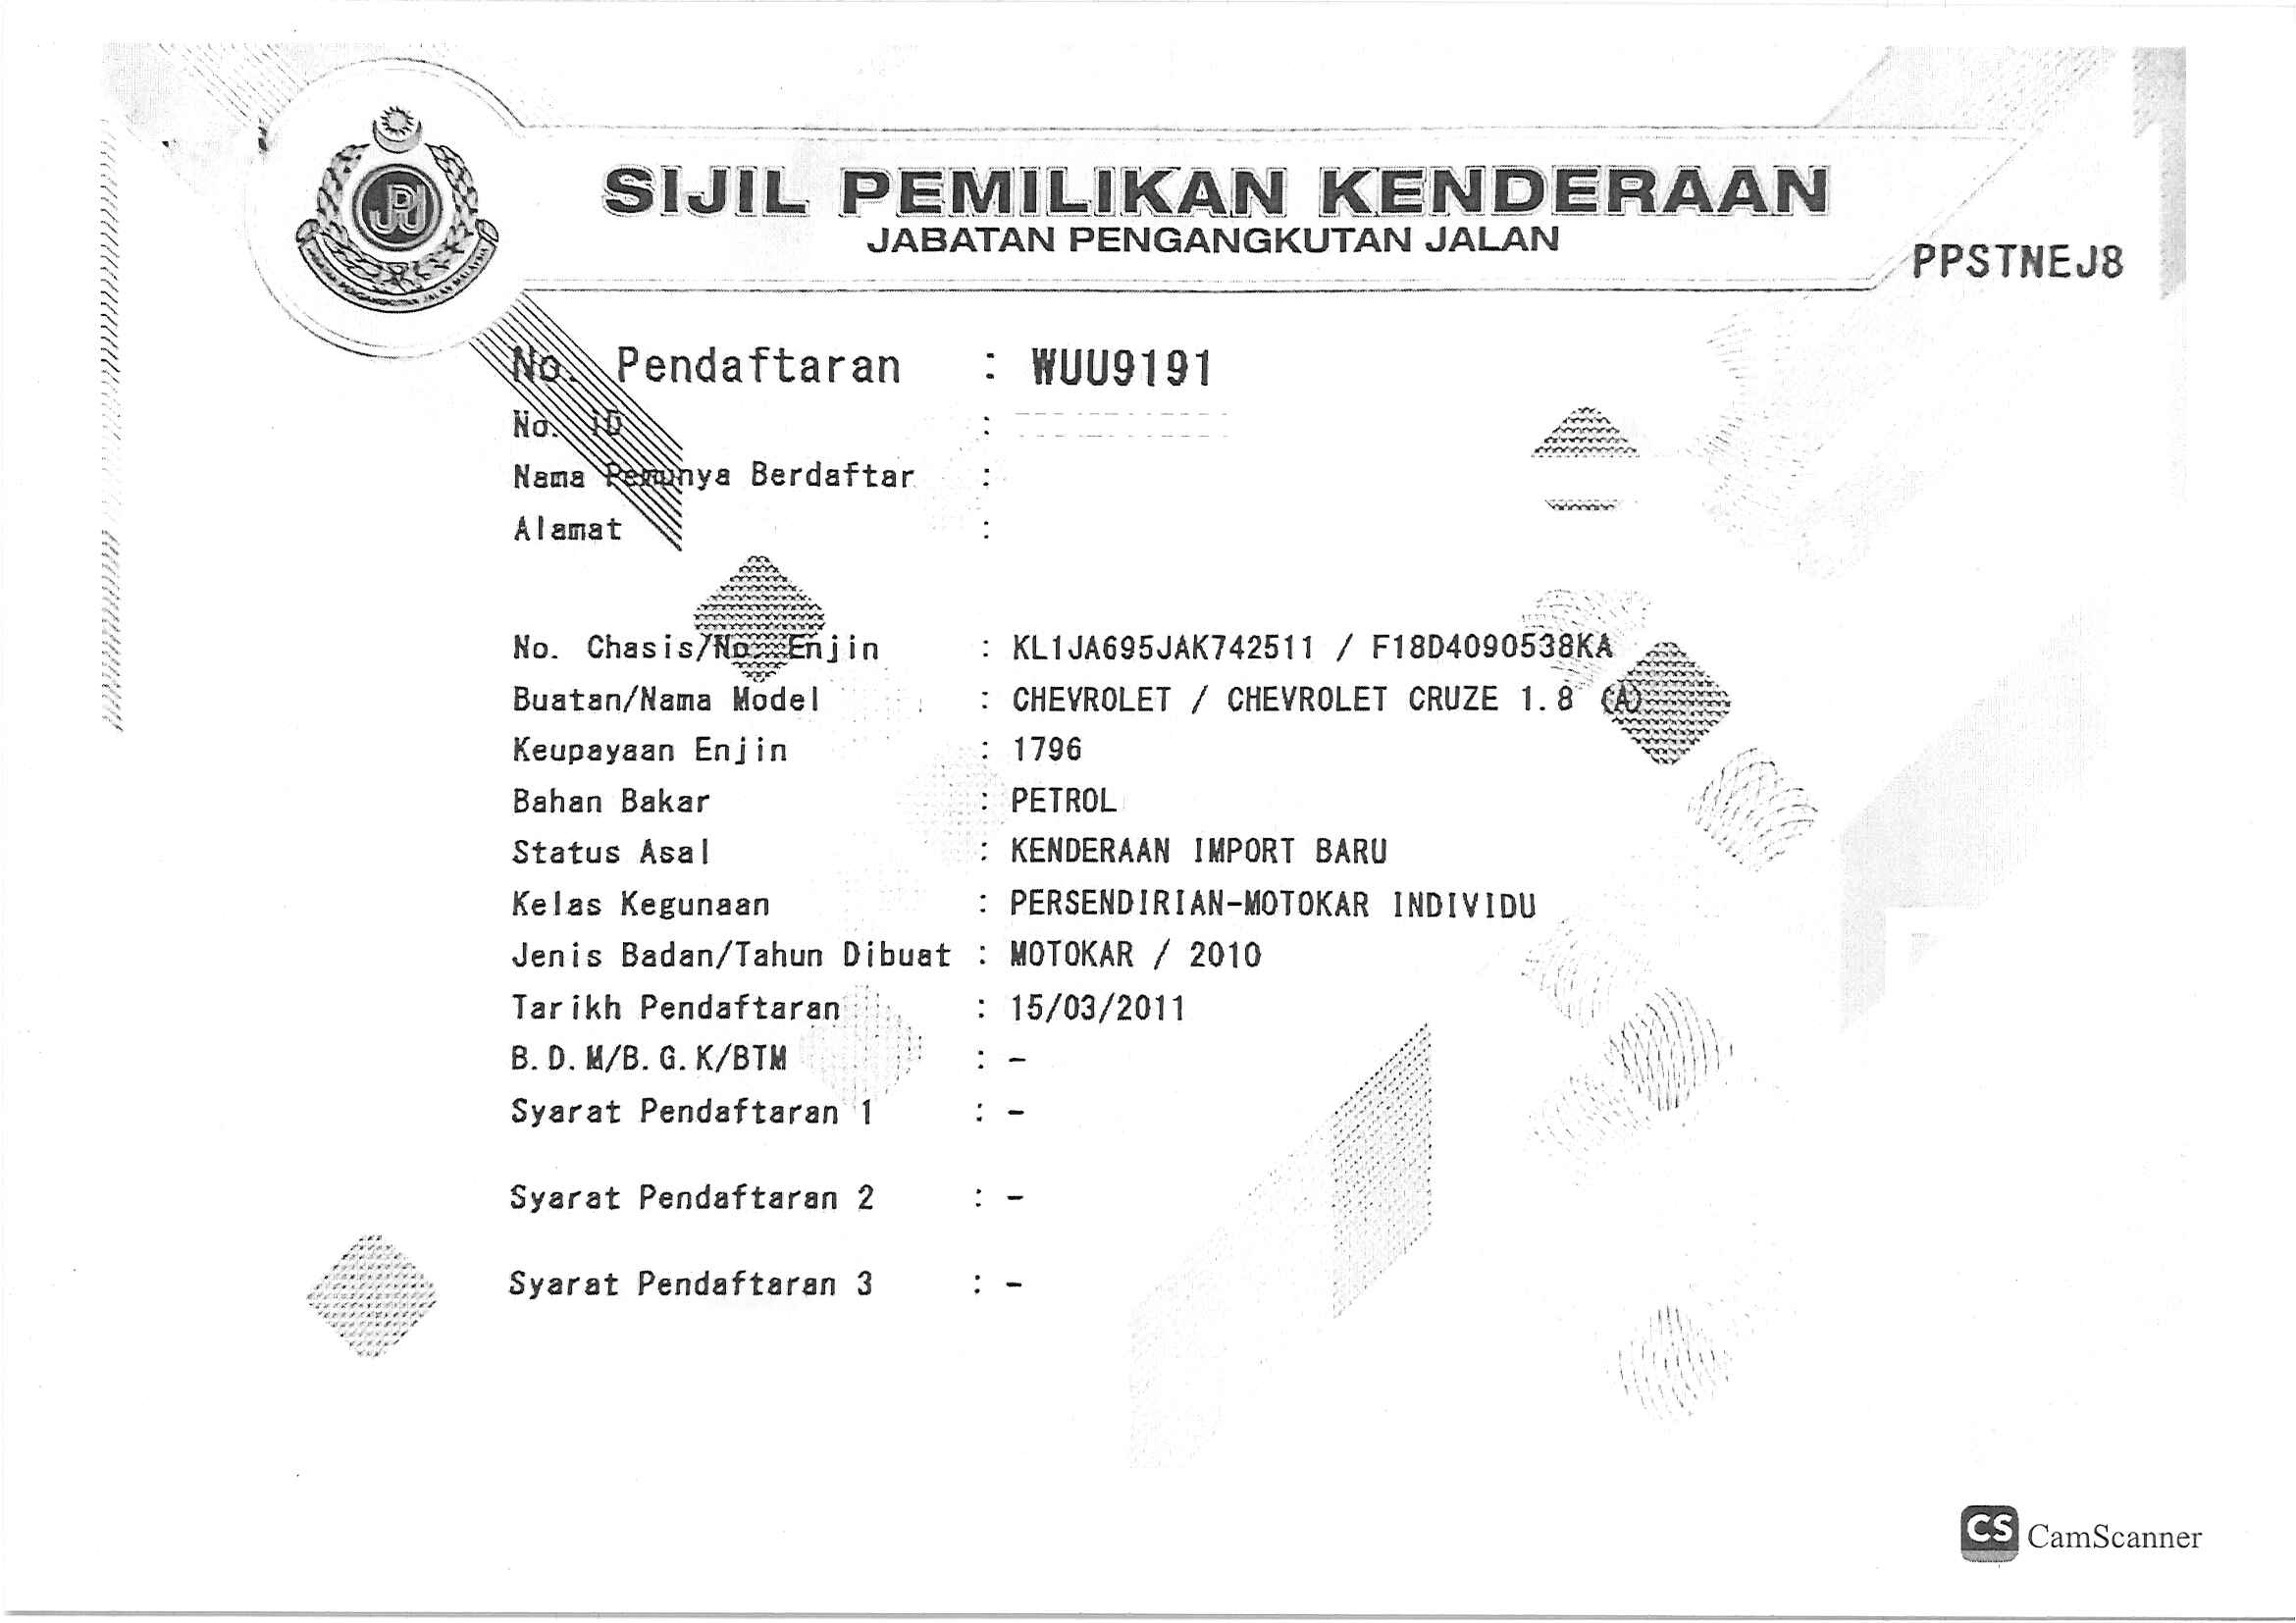 SIJIL PEMILIKAN KENDERAAN
JABATAN PENGANGKUTAN JALAN
PPSTNEJ8
No. Pendaftaran : WUU9191
No. ID :
Nama Pemunya Berdaftar :
Alamat :
No. Chasis/No. Enjin : KL1JA695JAK742511 / F18D4090538KA
Buatan/Nama Model : CHEVROLET / CHEVROLET CRUZE 1.8 (A)
Keupayaan Enjin : 1796
Bahan Bakar : PETROL
Status Asal : KENDERAAN IMPORT BARU
Kelas Kegunaan : PERSENDIRIAN-MOTOKAR INDIVIDU
Jenis Badan/Tahun Dibuat : MOTOKAR / 2010
Tarikh Pendaftaran : 15/03/2011
B.D.M/B.G.K/BTM : -
Syarat Pendaftaran 1 : -
Syarat Pendaftaran 2 : -
Syarat Pendaftaran 3 : -
CS CamScanner